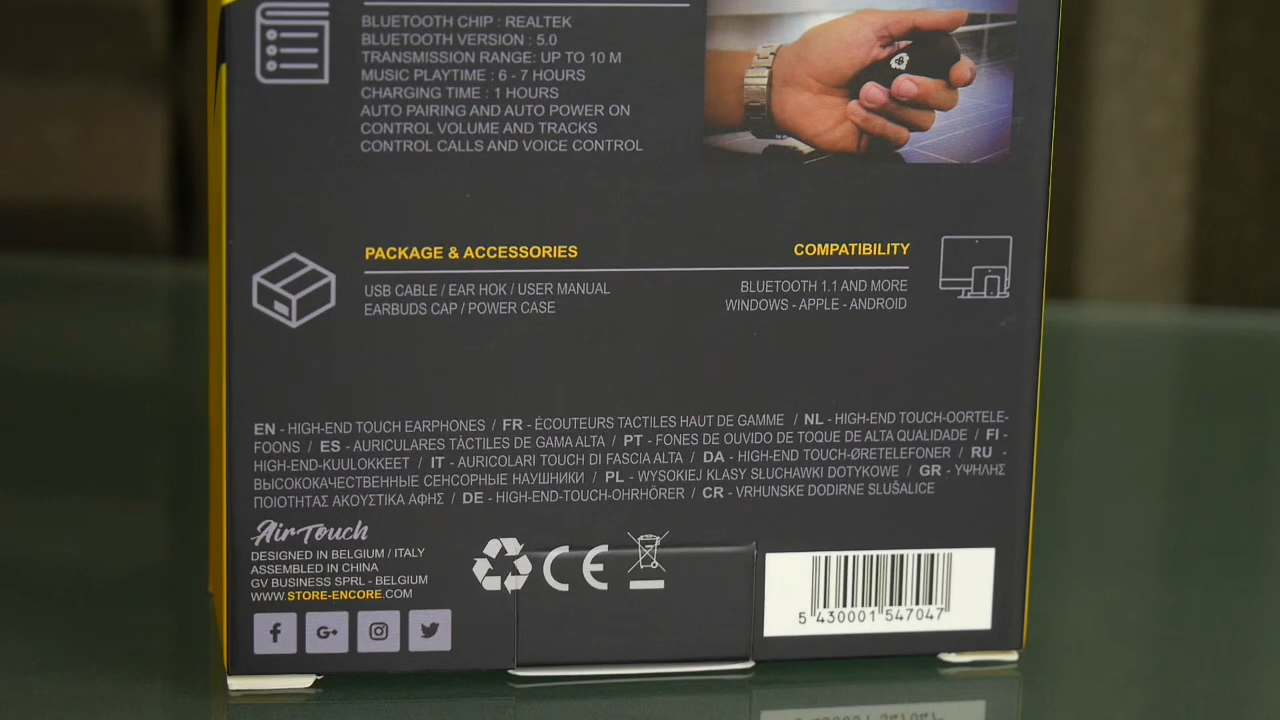 BLUETOOTH CHIP : REALTEK
BLUETOOTH VERSION : 5.0
TRANSMISSION RANGE: UP TO 10 M
MUSIC PLAYTIME : 6 - 7 HOURS
CHARGING TIME : 1 HOURS
AUTO PAIRING AND AUTO POWER ON
CONTROL VOLUME AND TRACKS
CONTROL CALLS AND VOICE CONTROL
PACKAGE & ACCESSORIES
USB CABLE / EAR HOK / USER MANUAL
EARBUDS CAP / POWER CASE
COMPATIBILITY
BLUETOOTH 1.1 AND MORE
WINDOWS - APPLE - ANDROID
EN - HIGH-END TOUCH EARPHONES / FR - ÉCOUTEURS TACTILES HAUT DE GAMME / NL - HIGH-END TOUCH-OORTELE-
FOONS / ES - AURICULARES TÁCTILES DE GAMA ALTA / PT - FONES DE OUVIDO DE TOQUE DE ALTA QUALIDADE / FI -
HIGH-END-KUULOKKEET / IT - AURICOLARI TOUCH DI FASCIA ALTA / DA - HIGH-END TOUCH-ØRETELEFONER / RU -
ВЫСОКОКАЧЕСТВЕННЫЕ СЕНСОРНЫЕ НАУШНИКИ / PL - WYSOKIEJ KLASY SŁUCHAWKI DOTYKOWE / GR - ΥΨΗΛΗΣ
ΠΟΙΟΤΗΤΑΣ ΑΚΟΥΣΤΙΚΑ ΑΦΗΣ / DE - HIGH-END-TOUCH-OHRHÖRER / CR - VRHUNSKE DODIRNE SLUŠALICE
AirTouch
DESIGNED IN BELGIUM / ITALY
ASSEMBLED IN CHINA
GV BUSINESS SPRL - BELGIUM
WWW.STORE-ENCORE.COM
CE
5 430001 547047